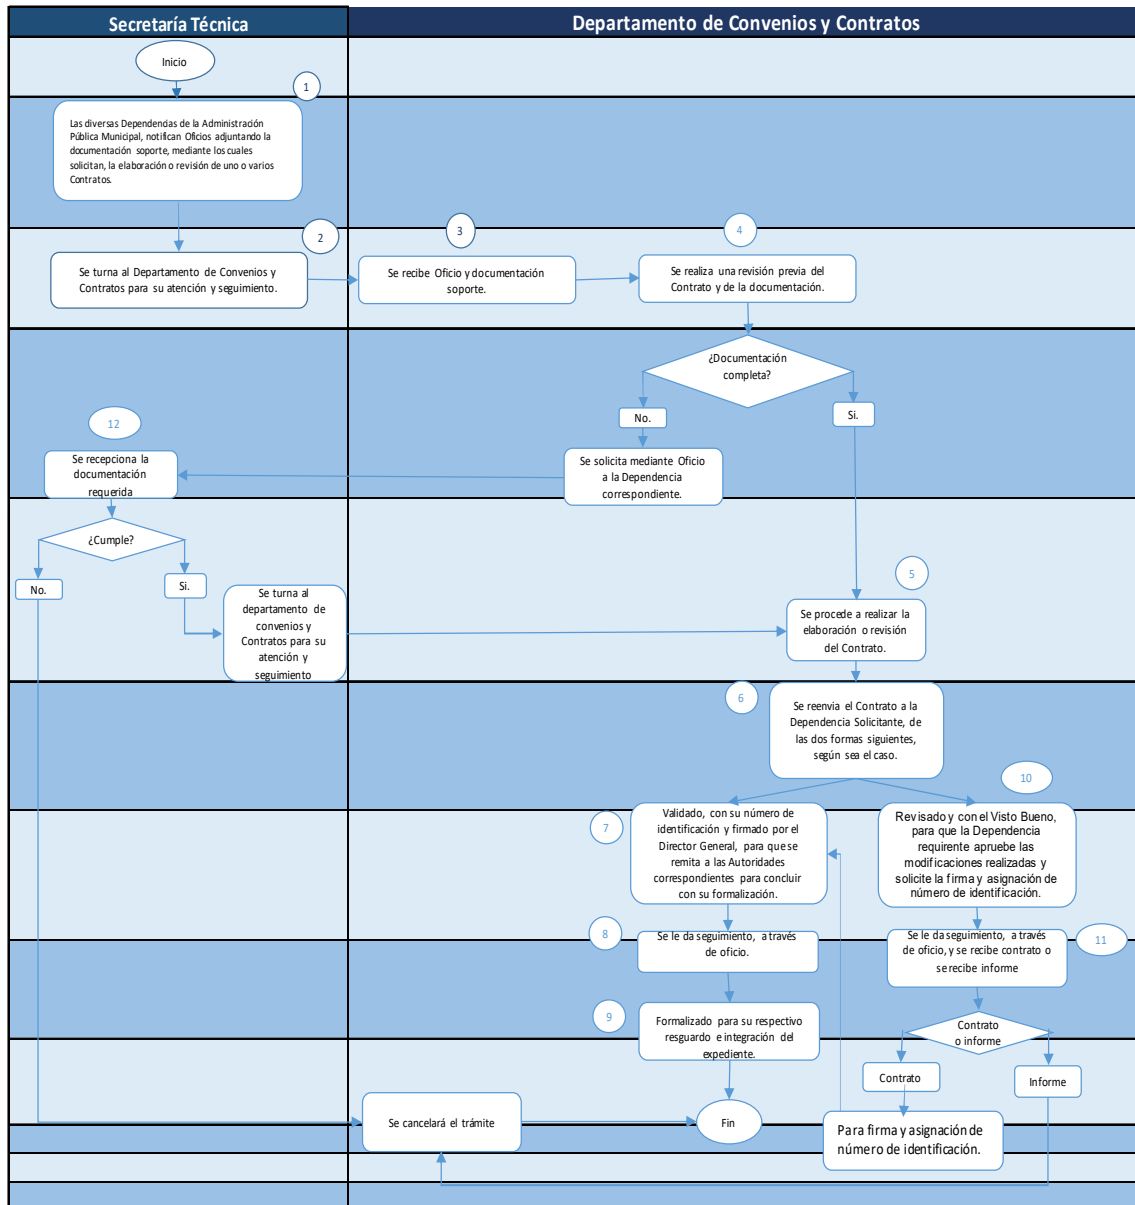 Secretaría Técnica
Departamento de Convenios y Contratos
Inicio
1
Las diversas Dependencias de la Administración
Pública Municipal, notifican Oficios adjuntando la
documentación soporte, mediante los cuales
solicitan, la elaboración o revisión de uno o varios
Contratos.
2
Se turna al Departamento de Convenios y
Contratos para su atención y seguimiento.
3
Se recibe Oficio y documentación
soporte.
4
Se realiza una revisión previa del
Contrato y de la documentación.
¿Documentación
completa?
No.
Si.
Se solicita mediante Oficio
a la Dependencia
correspondiente.
12
Se recepciona la
documentación
requerida
¿Cumple?
No.
Si.
Se turna al
departamento de
convenios y
Contratos para su
atención y
seguimiento
5
Se procede a realizar la
elaboración o revisión
del Contrato.
6
Se reenvia el Contrato a la
Dependencia Solicitante, de
las dos formas siguientes,
según sea el caso.
7
Validado, con su número de
identificación y firmado por el
Director General, para que se
remita a las Autoridades
correspondientes para concluir
con su formalización.
10
Revisado y con el Visto Bueno,
para que la Dependencia
requirente apruebe las
modificaciones realizadas y
solicite la firma y asignación de
número de identificación.
8
Se le da seguimiento, a través
de oficio.
11
Se le da seguimiento, a través
de oficio, y se recibe contrato o
se recibe informe
9
Formalizado para su respectivo
resguardo e integración del
expediente.
Contrato
o informe
Contrato
Informe
Se cancelará el trámite
Fin
Para firma y asignación de
número de identificación.